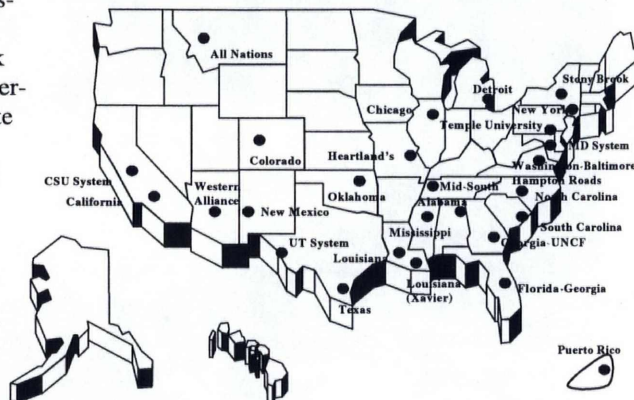 s-
k
er-
te
All Nations
Stony Brook
Detroit
Chicago
New York
Temple University
MD System
Heartland's
Washington-Baltimore
Colorado
Hampton Roads
CSU System
Western
Alliance
Oklahoma
Mid-South
North Carolina
California
Alabama
New Mexico
Mississippi
South Carolina
UT System
Georgia-UNCF
Louisiana
Louisiana
(Xavier)
Florida-Georgia
Texas
Puerto Rico